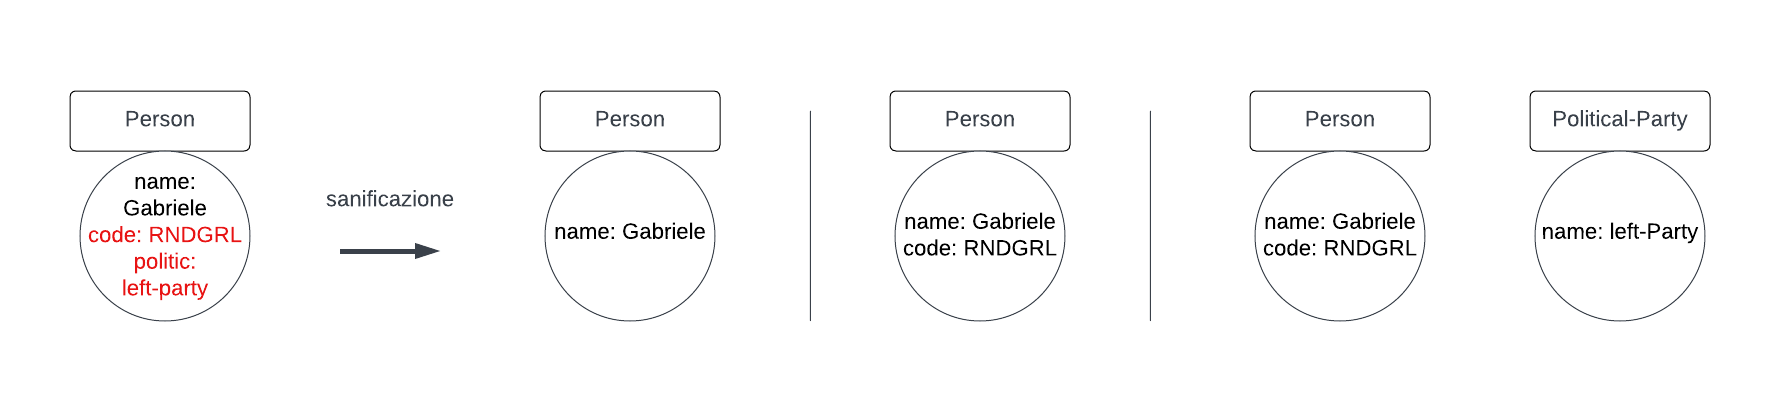 Person
name:
Gabriele
code: RNDGRL
politic:
left-party
sanificazione
Person
name: Gabriele
Person
name: Gabriele
code: RNDGRL
Person
name: Gabriele
code: RNDGRL
Political-Party
name: left-Party